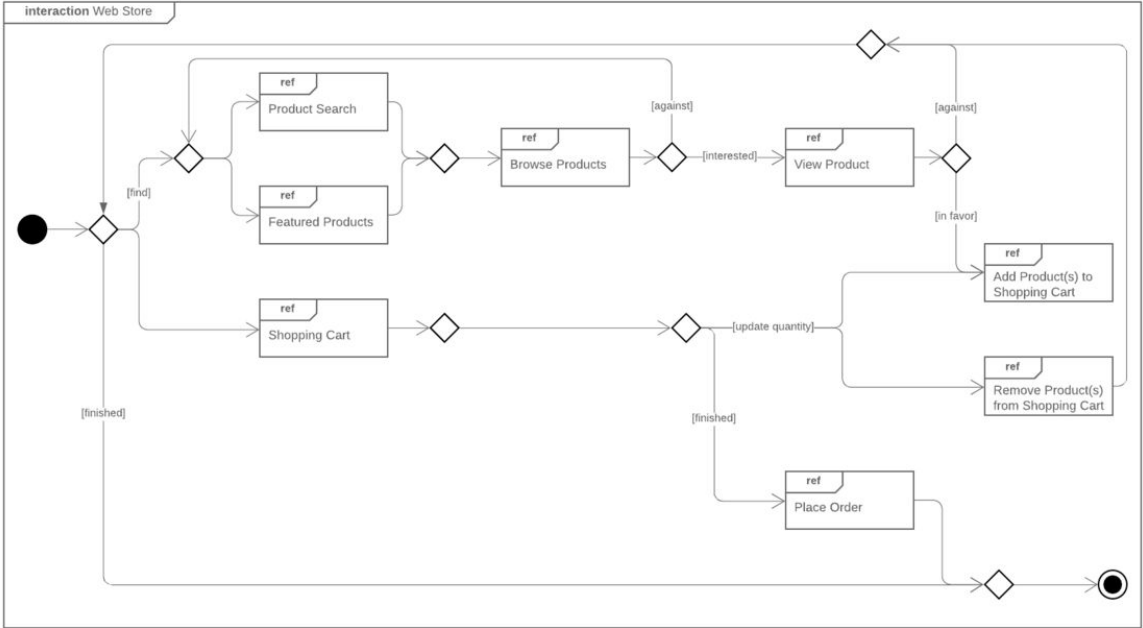 interaction Web Store
ref
Product Search
[against]
[against]
ref
Browse Products
[interested]
ref
View Product
[find]
ref
Featured Products
[in favor]
ref
Add Product(s) to
Shopping Cart
ref
Shopping Cart
[update quantity]
ref
Remove Product(s)
from Shopping Cart
[finished]
[finished]
ref
Place Order